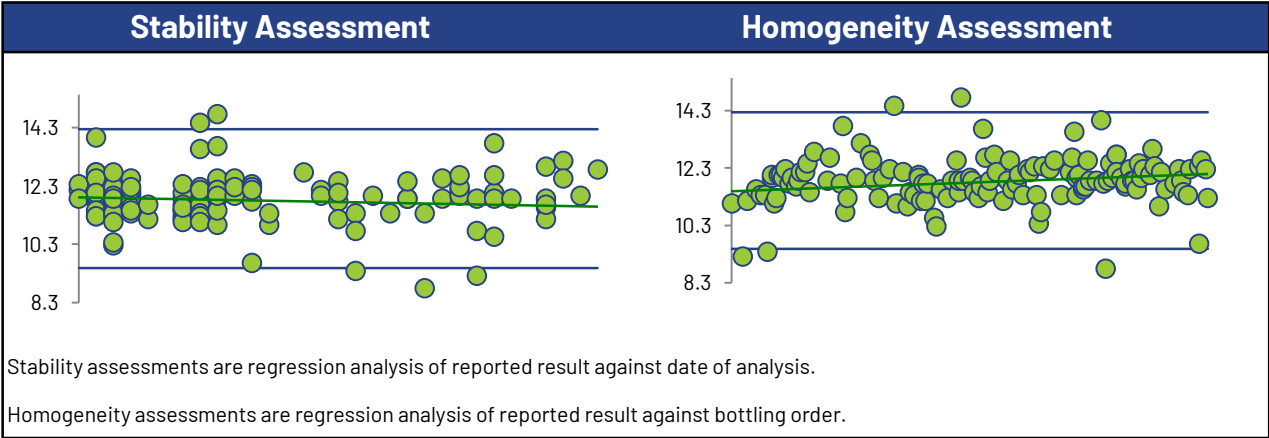 Stability Assessment
Homogeneity Assessment
14.3
12.3
10.3
8.3
14.3
12.3
10.3
8.3
Stability assessments are regression analysis of reported result against date of analysis.
Homogeneity assessments are regression analysis of reported result against bottling order.